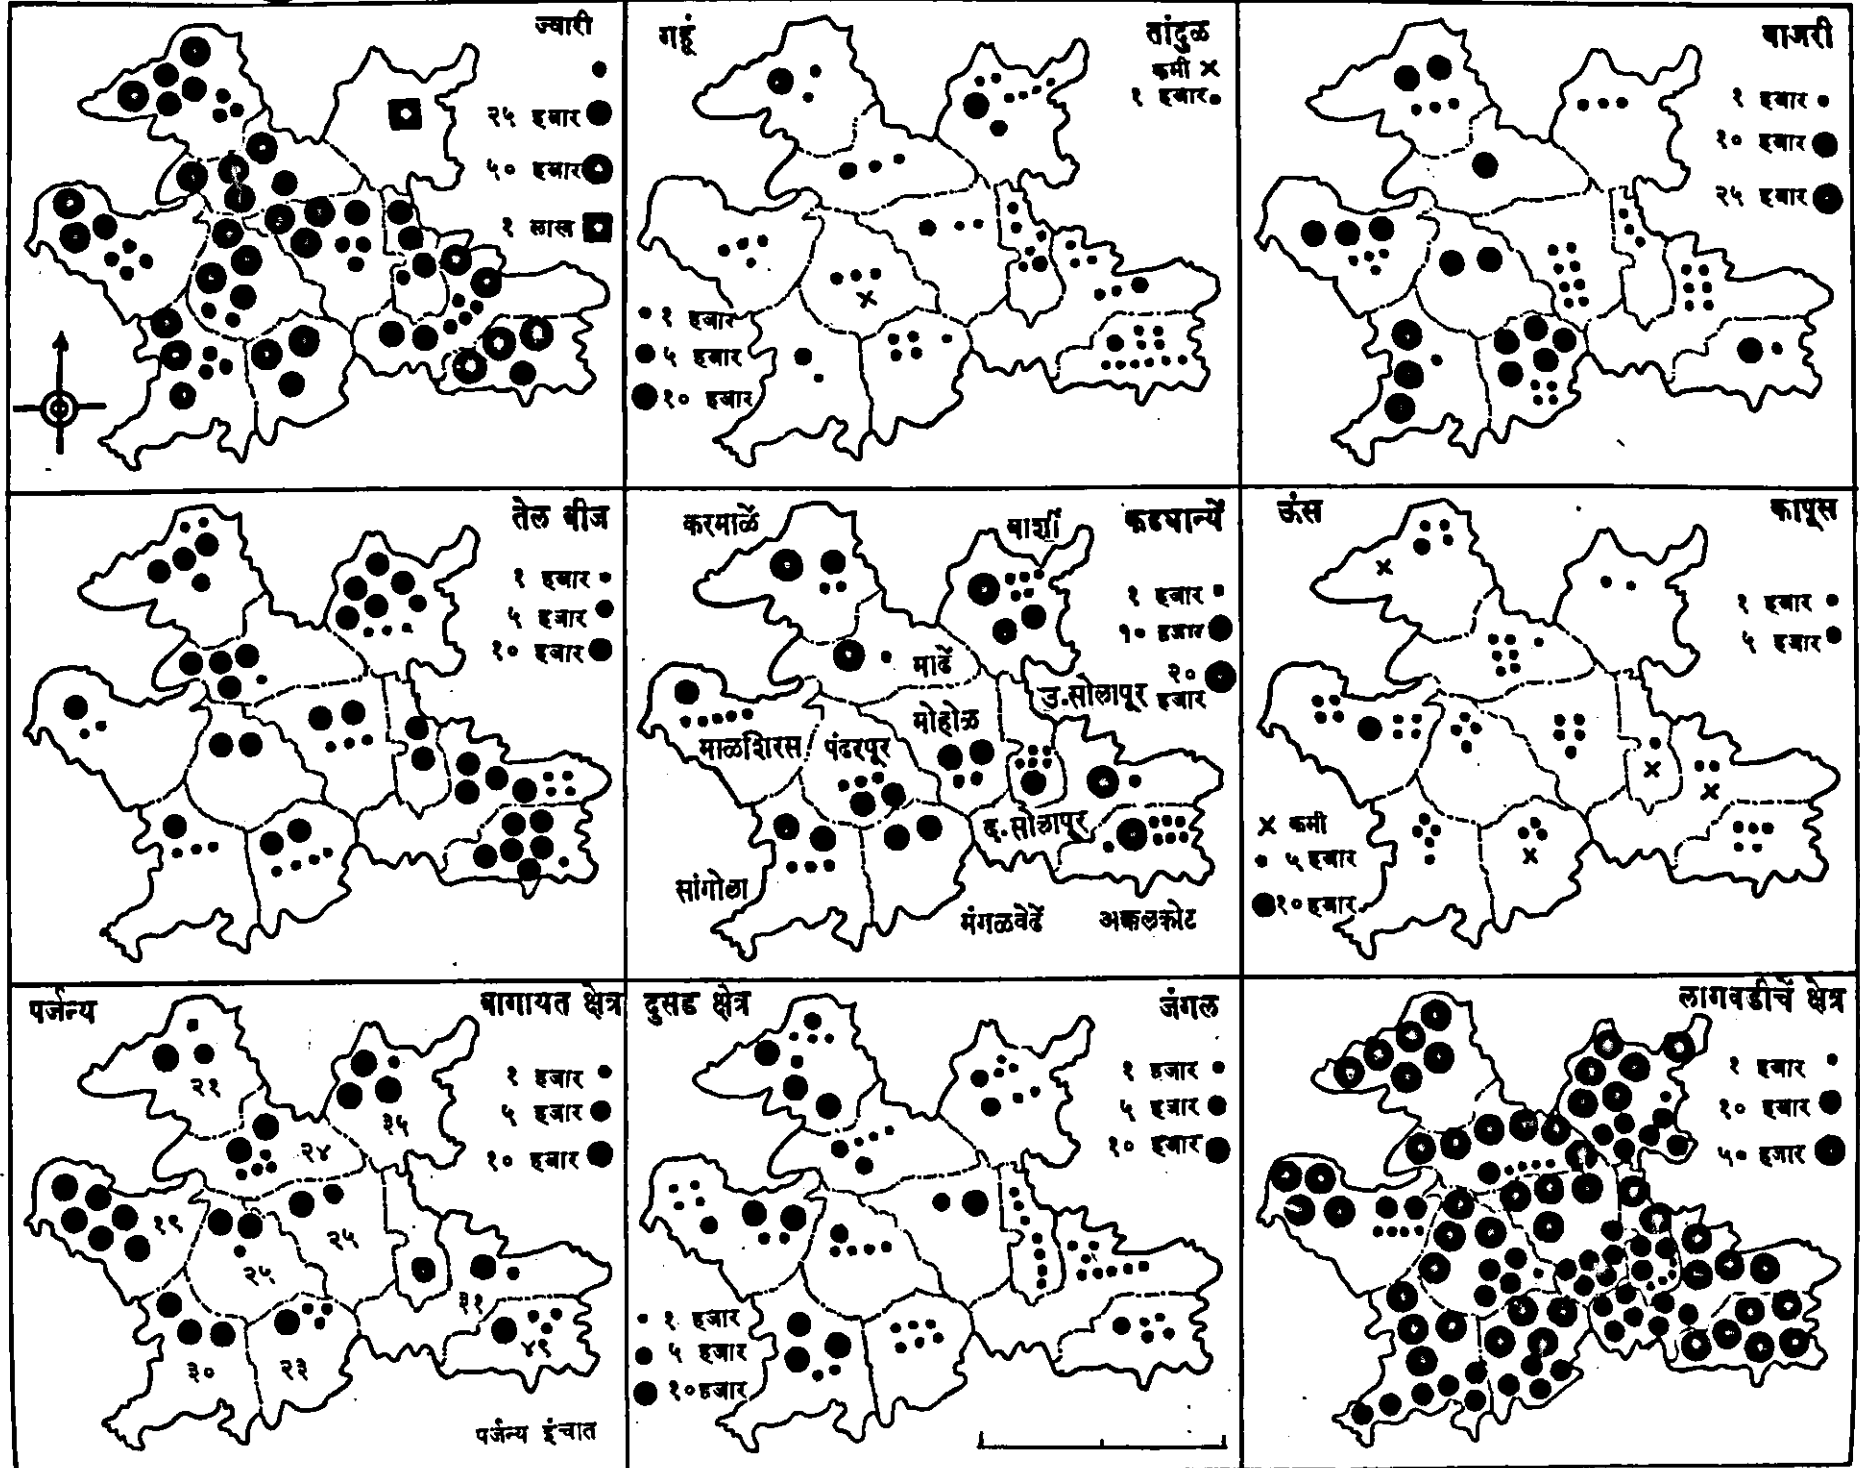 ज्वारी
२५ हजार
५० हजार
१ लाख
गहूं
तांदुळ
कमी ×
१ हजार
१ हजार
५ हजार
१० हजार
बाजरी
१ हजार
१० हजार
२५ हजार
तेल बीज
१ हजार
५ हजार
१० हजार
करमाळें
बार्शी
कडधान्यें
१ हजार
१० हजार
२० हजार
माढें
उ.सोलापूर
मोहोळ
माळशिरस
पंढरपूर
द.सोलापूर
सांगोला
मंगळवेढें
अक्कलकोट
ऊंस
कापूस
१ हजार
५ हजार
× कमी
५ हजार
१० हजार
पर्जन्य
बागायत क्षेत्र
१ हजार
५ हजार
१० हजार
२१
३५
२४
१९
२५
२५
३१
४९
३०
२३
पर्जन्य इंचात
दुसड क्षेत्र
जंगल
१ हजार
५ हजार
१० हजार
१ हजार
५ हजार
१० हजार
लागवडीचें क्षेत्र
१ हजार
१० हजार
५० हजार